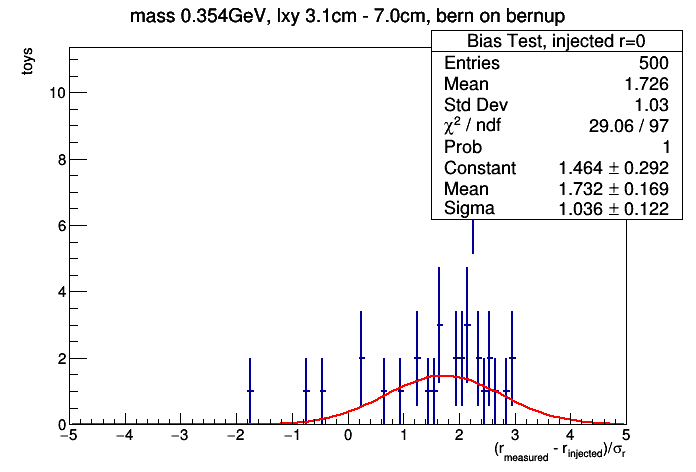 mass 0.354GeV, lxy 3.1cm - 7.0cm, bern on bernup
Bias Test, injected r=0
Entries 500
Mean 1.726
Std Dev 1.03
χ² / ndf 29.06 / 97
Prob 1
Constant 1.464 ± 0.292
Mean 1.732 ± 0.169
Sigma 1.036 ± 0.122
toys
10
8
6
4
2
0
−5 −4 −3 −2 −1 0 1 2 3 4 5
(r_measured - r_injected)/σ_r